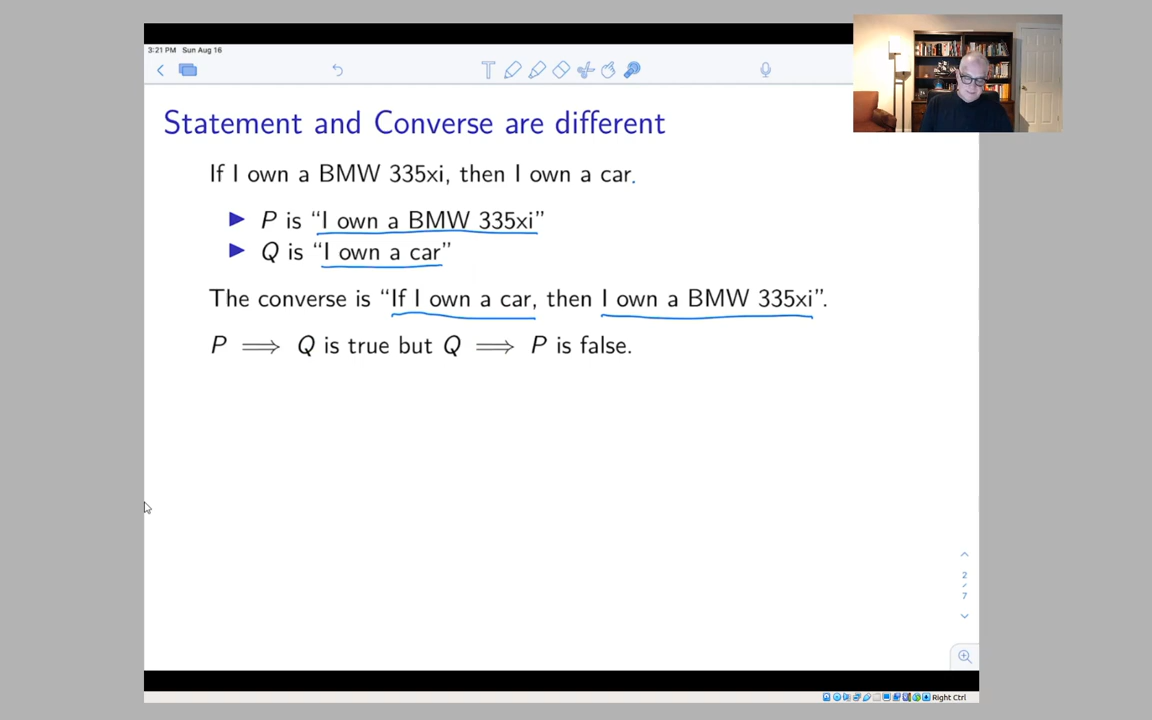 3:21 PM Sun Aug 16
Statement and Converse are different
If I own a BMW 335xi, then I own a car.
P is “I own a BMW 335xi”
Q is “I own a car”
The converse is “If I own a car, then I own a BMW 335xi”.
P ⟹ Q is true but Q ⟹ P is false.
2
/
7
Right Ctrl